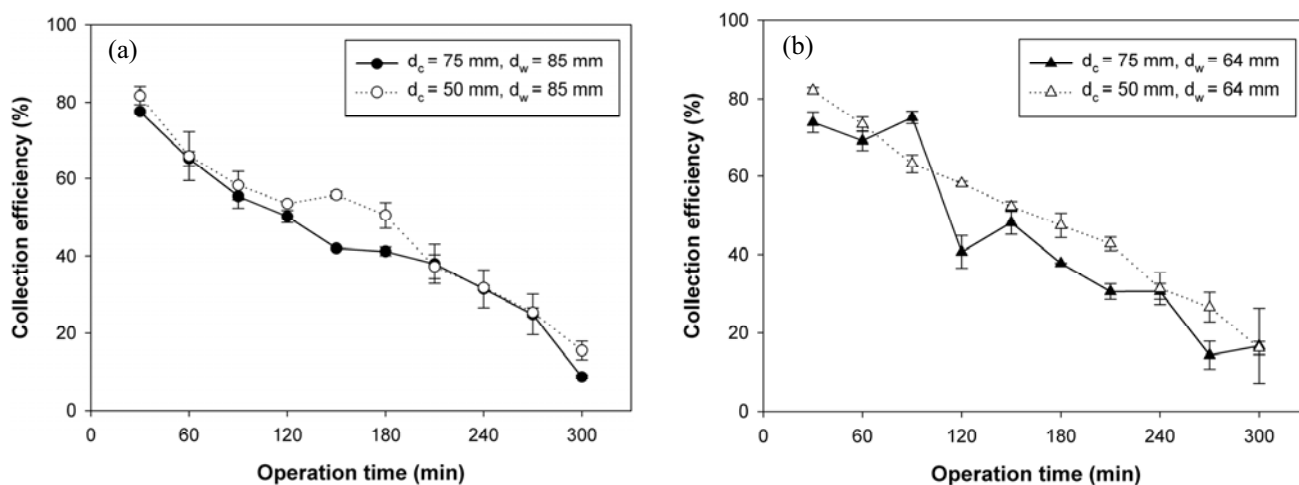 (a)
d_c = 75 mm, d_w = 85 mm
d_c = 50 mm, d_w = 85 mm
Collection efficiency (%)
100
80
60
40
20
0
0 60 120 180 240 300
Operation time (min)
(b)
d_c = 75 mm, d_w = 64 mm
d_c = 50 mm, d_w = 64 mm
Collection efficiency (%)
100
80
60
40
20
0
0 60 120 180 240 300
Operation time (min)